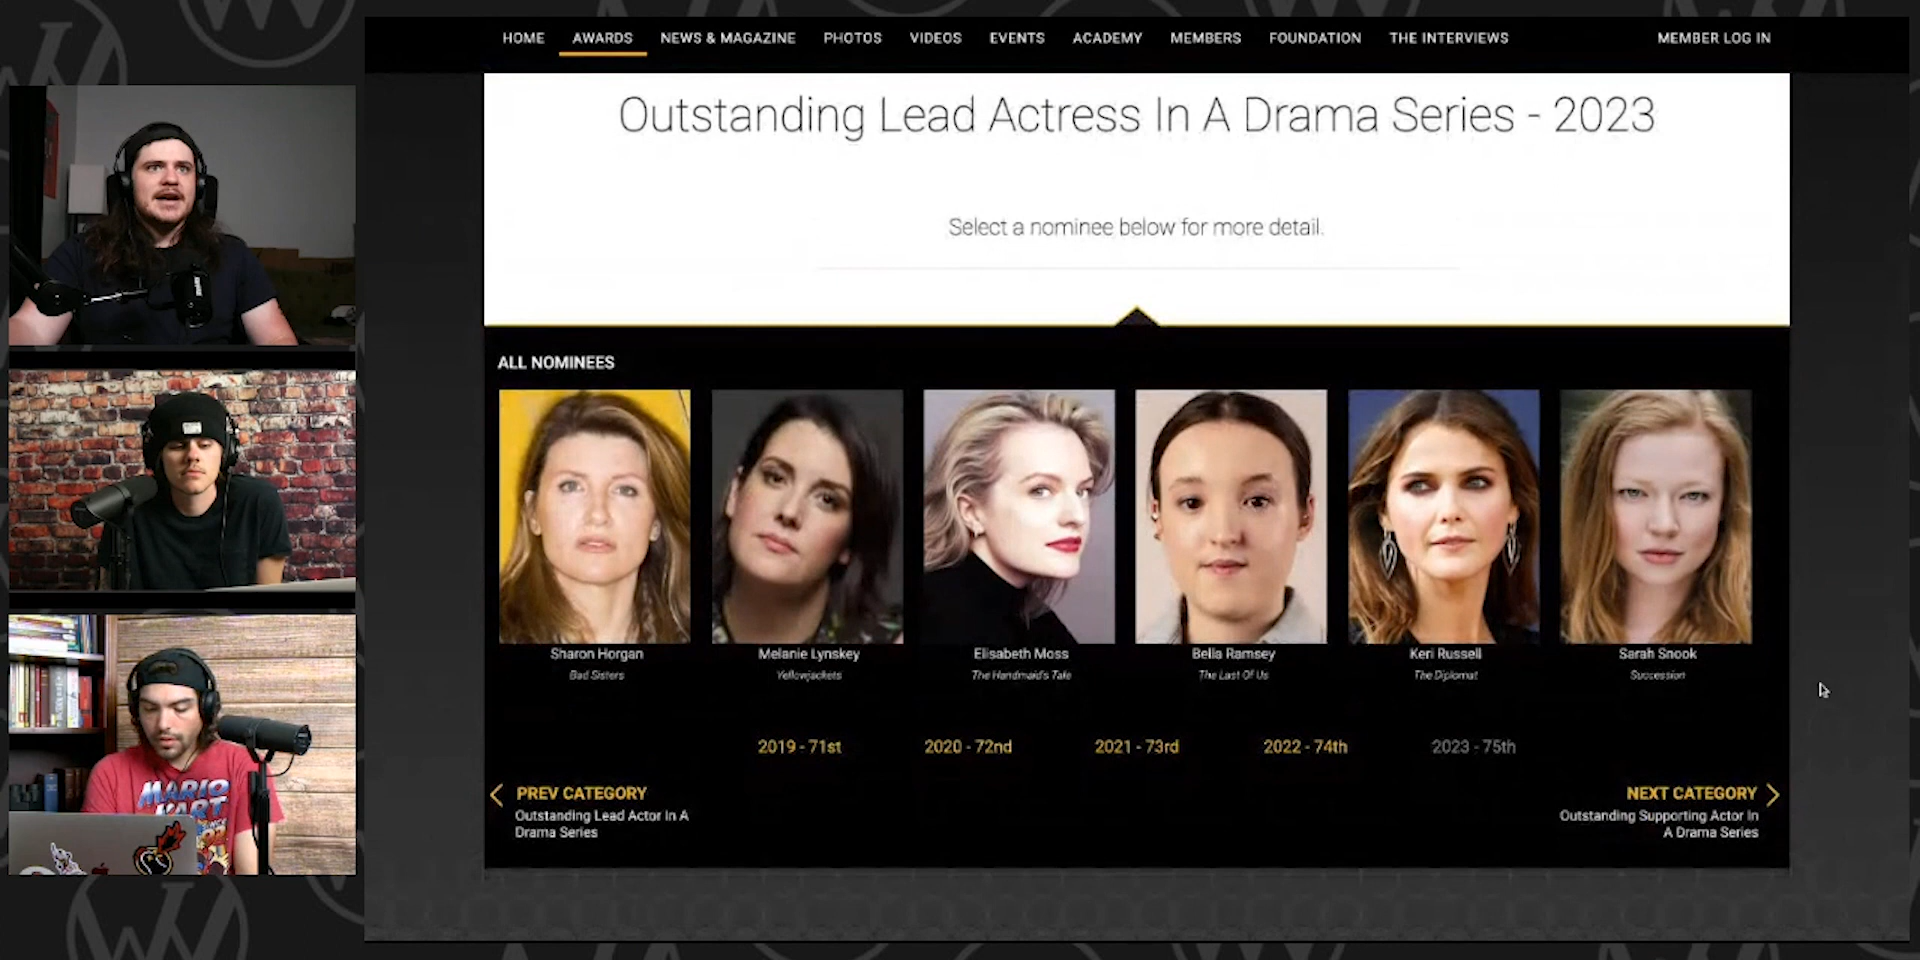 HOME AWARDS NEWS & MAGAZINE PHOTOS VIDEOS EVENTS ACADEMY MEMBERS FOUNDATION THE INTERVIEWS MEMBER LOG IN
Outstanding Lead Actress In A Drama Series - 2023
Select a nominee below for more detail.
ALL NOMINEES
Sharon Horgan Melanie Lynskey Elisabeth Moss Bella Ramsey Keri Russell Sarah Snook
Bad Sisters Yellowjackets The Handmaid's Tale The Last Of Us The Diplomat Succession
2019 - 71st 2020 - 72nd 2021 - 73rd 2022 - 74th 2023 - 75th
PREV CATEGORY NEXT CATEGORY
Outstanding Lead Actor In A Outstanding Supporting Actor In
Drama Series A Drama Series
MARIO
KART